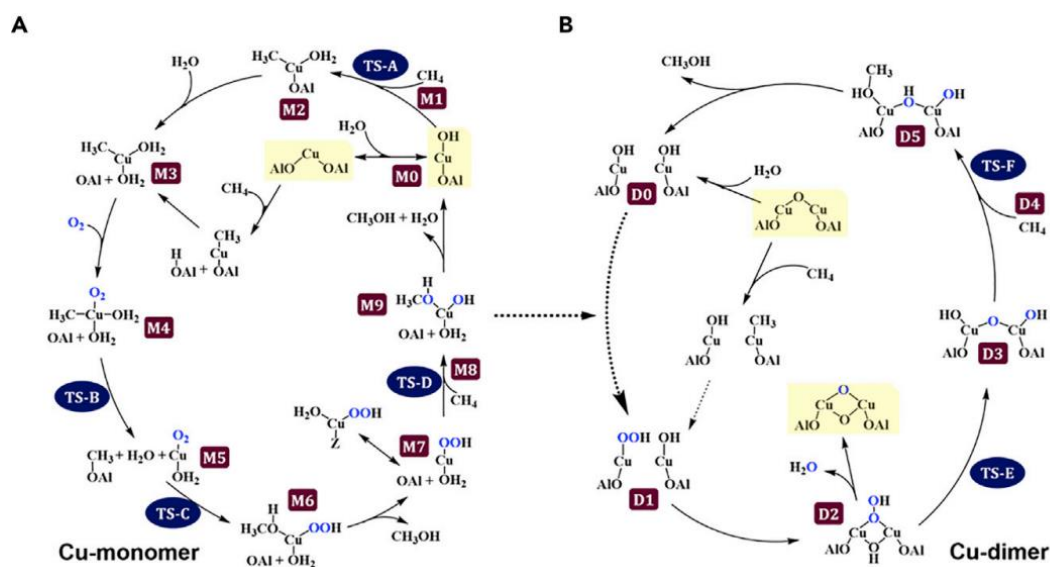 A
H₂O
H₃C
OH₂
Cu
OAl
M2
TS-A
CH₄
M1
H₃C
OH₂
Cu
OAl + OH₂
M3
Cu
AlO
OAl
H₂O
M0
OH
Cu
OAl
CH₄
CH₃
H
Cu
OAl + OAl
CH₃OH + H₂O
O₂
O₂
H₃C-Cu-OH₂
OAl + OH₂
M4
H
H₃C
O
OH
Cu
OAl + OH₂
M9
TS-B
TS-D
M8
CH₄
H₂O
OOH
Cu
Z
M7
OOH
Cu
OAl + OH₂
O₂
CH₃ + H₂O + Cu
OAl
OH₂
M5
TS-C
M6
H
H₃C
O
OOH
Cu
OAl + OH₂
CH₃OH
Cu-monomer
B
CH₃OH
CH₃
HO
H
O
OH
Cu
Cu
AlO
OAl
D5
OH
OH
Cu
Cu
AlO
OAl
D0
H₂O
O
Cu
Cu
AlO
OAl
TS-F
D4
CH₄
CH₄
OH
CH₃
Cu
Cu
AlO
OAl
HO
O
OH
Cu
Cu
AlO
OAl
D3
O
Cu
Cu
O
AlO
OAl
OOH
OH
Cu
Cu
AlO
OAl
D1
H₂O
TS-E
D2
OH
O
Cu
Cu
AlO
O
OAl
H
Cu-dimer